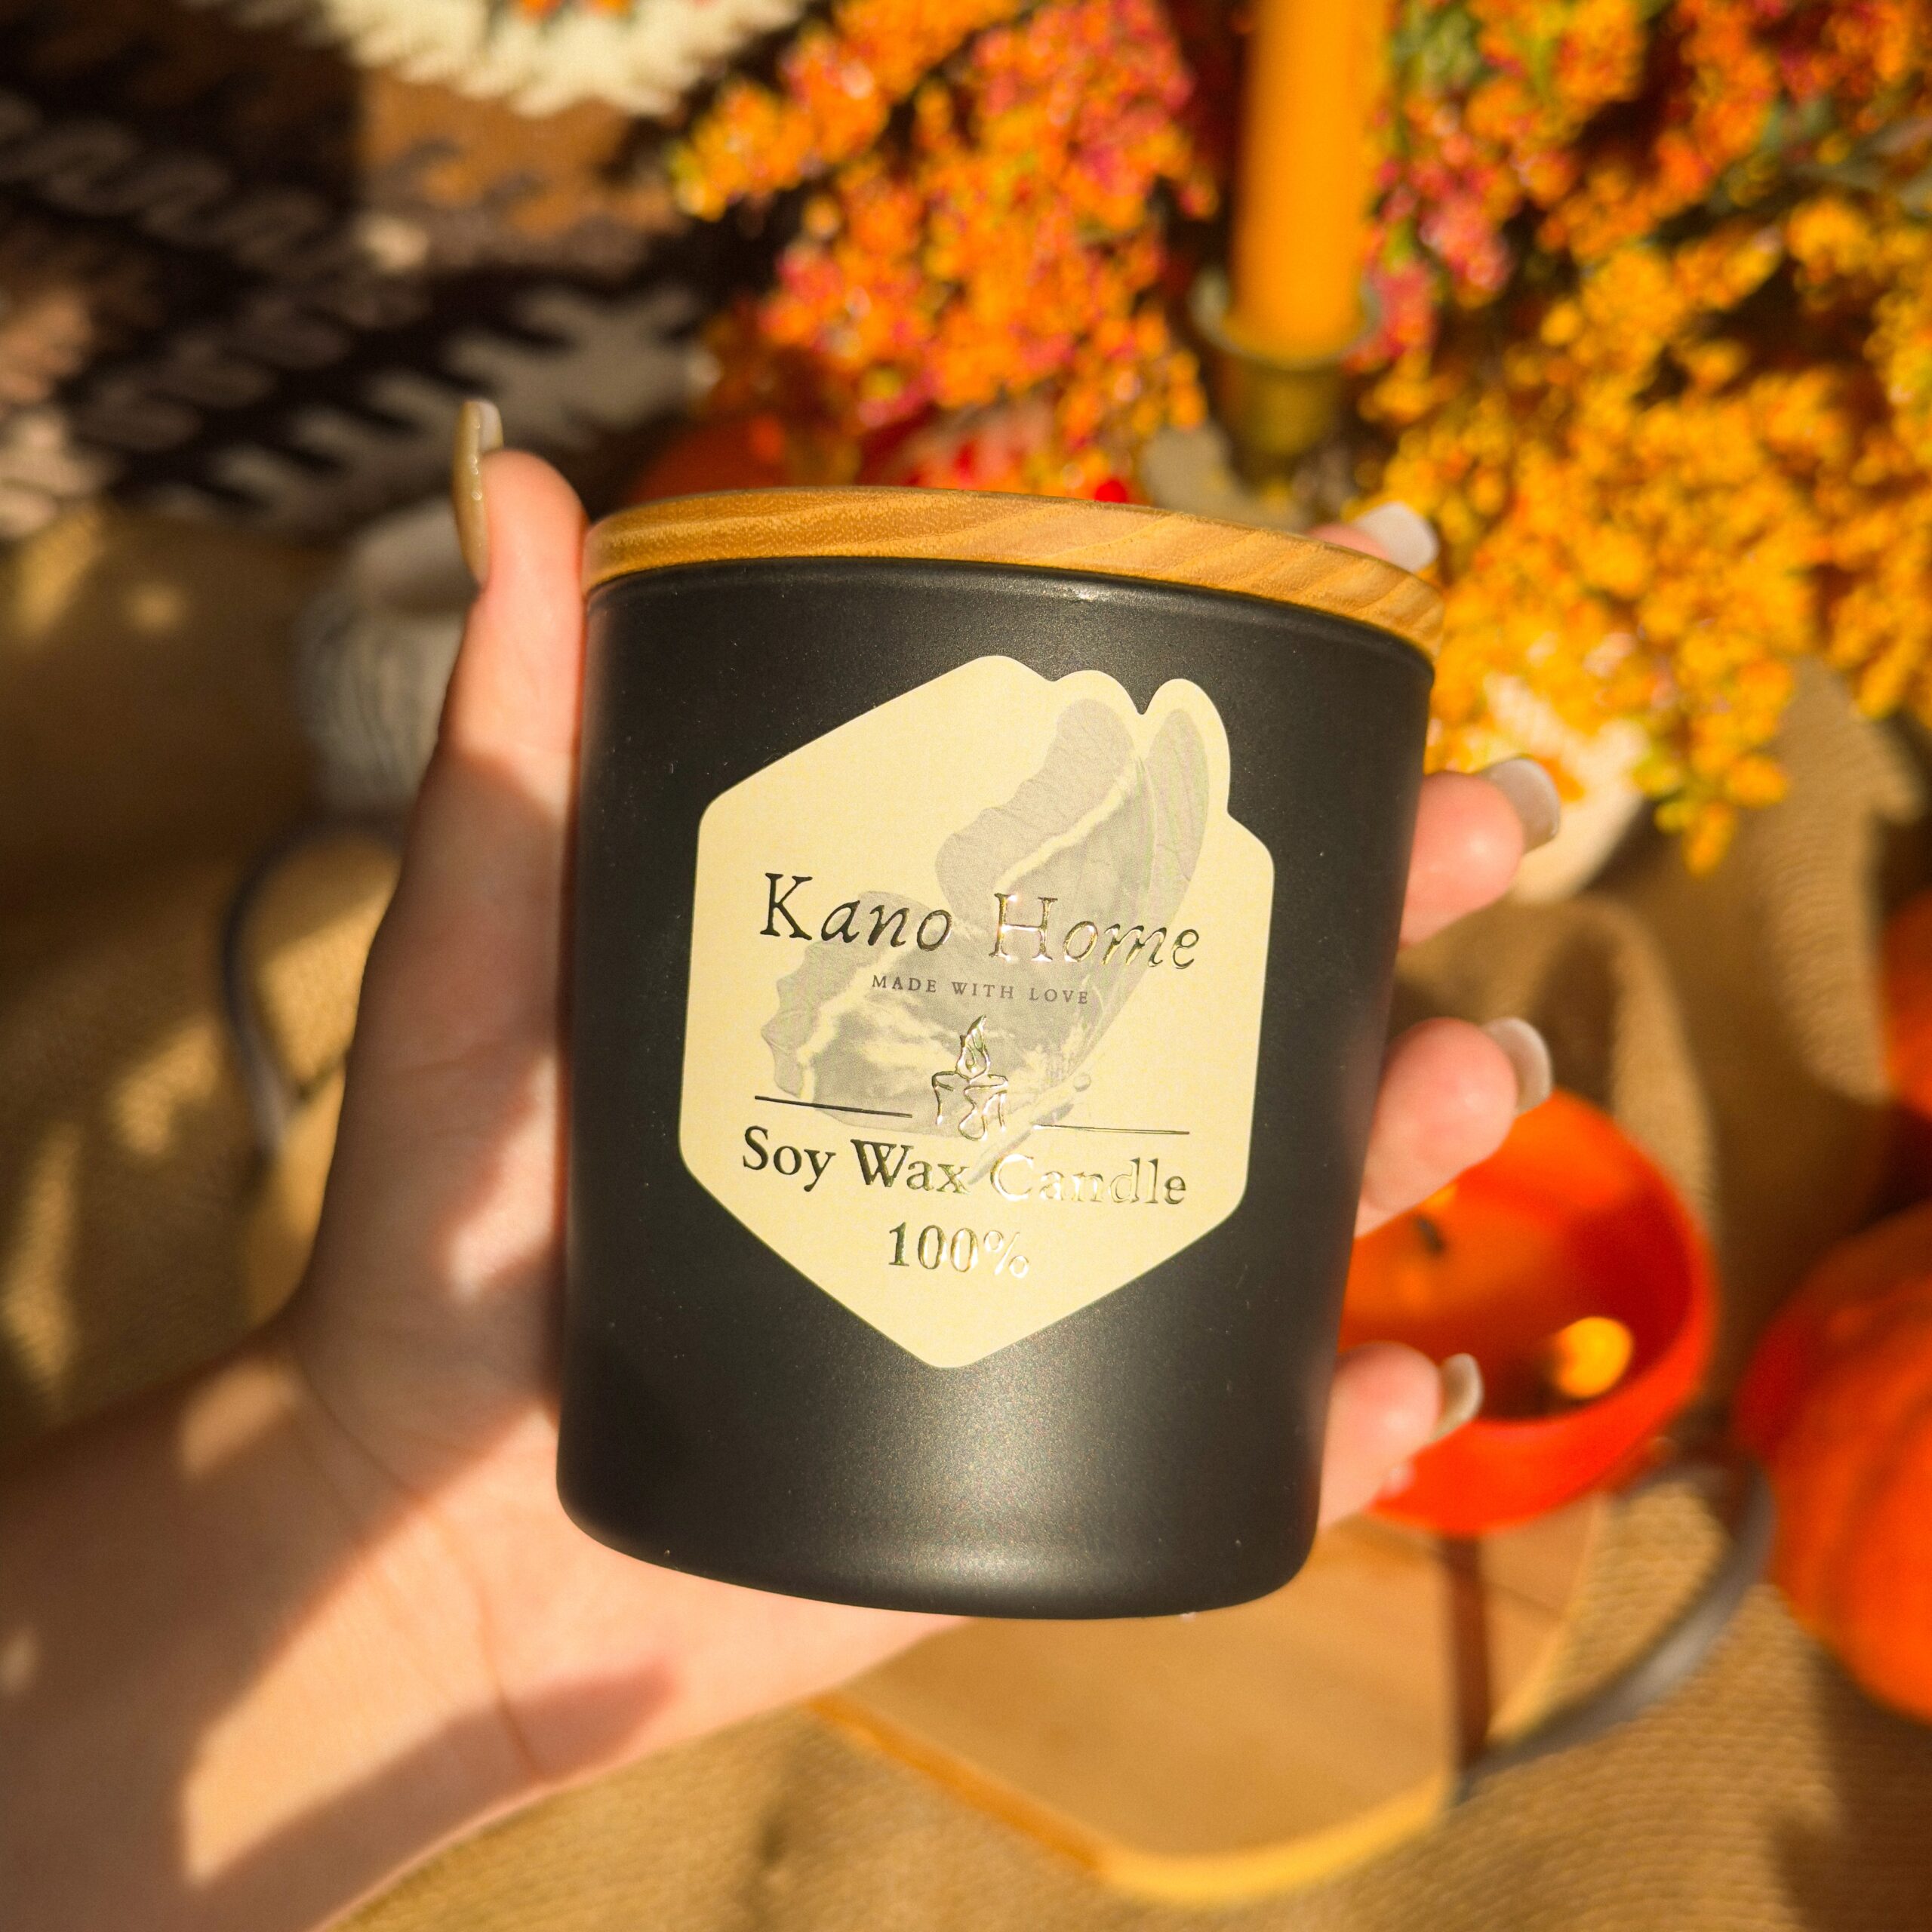 Kano Home
MADE WITH LOVE
Soy Wax Candle
100%